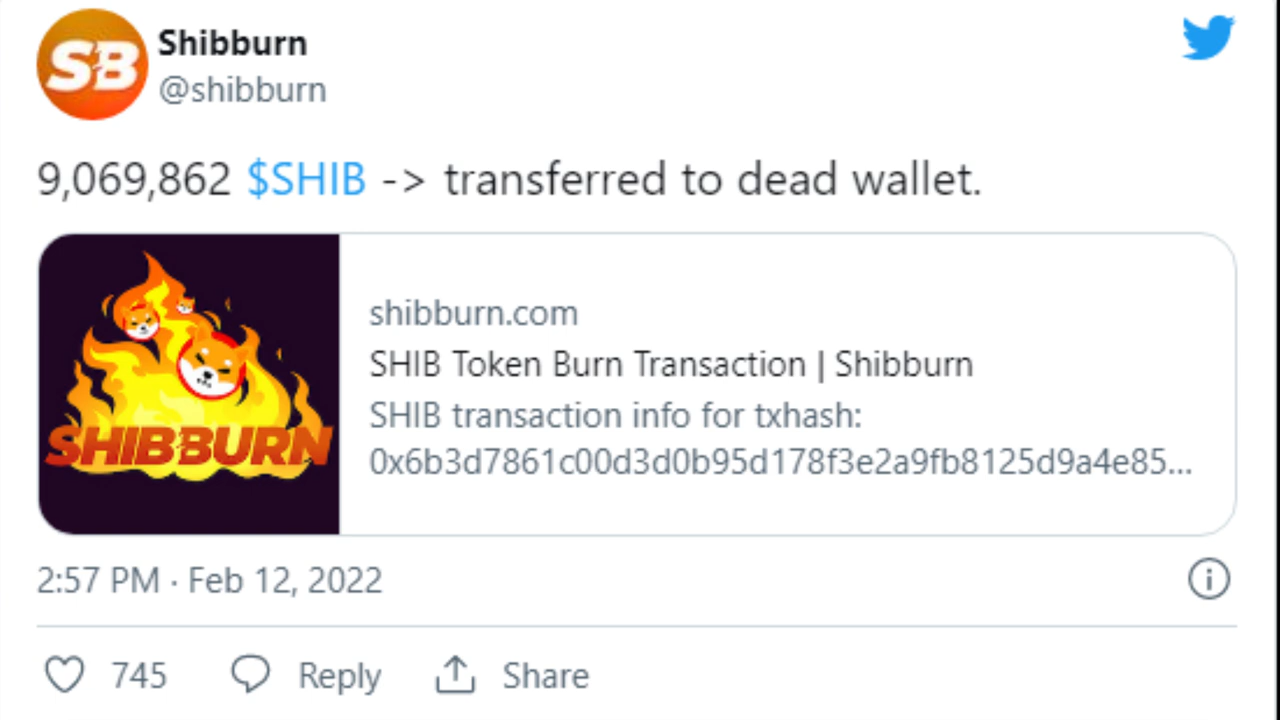 SB
Shibburn
@shibburn
9,069,862 $SHIB -> transferred to dead wallet.
shibburn.com
SHIB Token Burn Transaction | Shibburn
SHIB transaction info for txhash:
0x6b3d7861c00d3d0b95d178f3e2a9fb8125d9a4e85...
SHIBBURN
2:57 PM · Feb 12, 2022
745 Reply Share